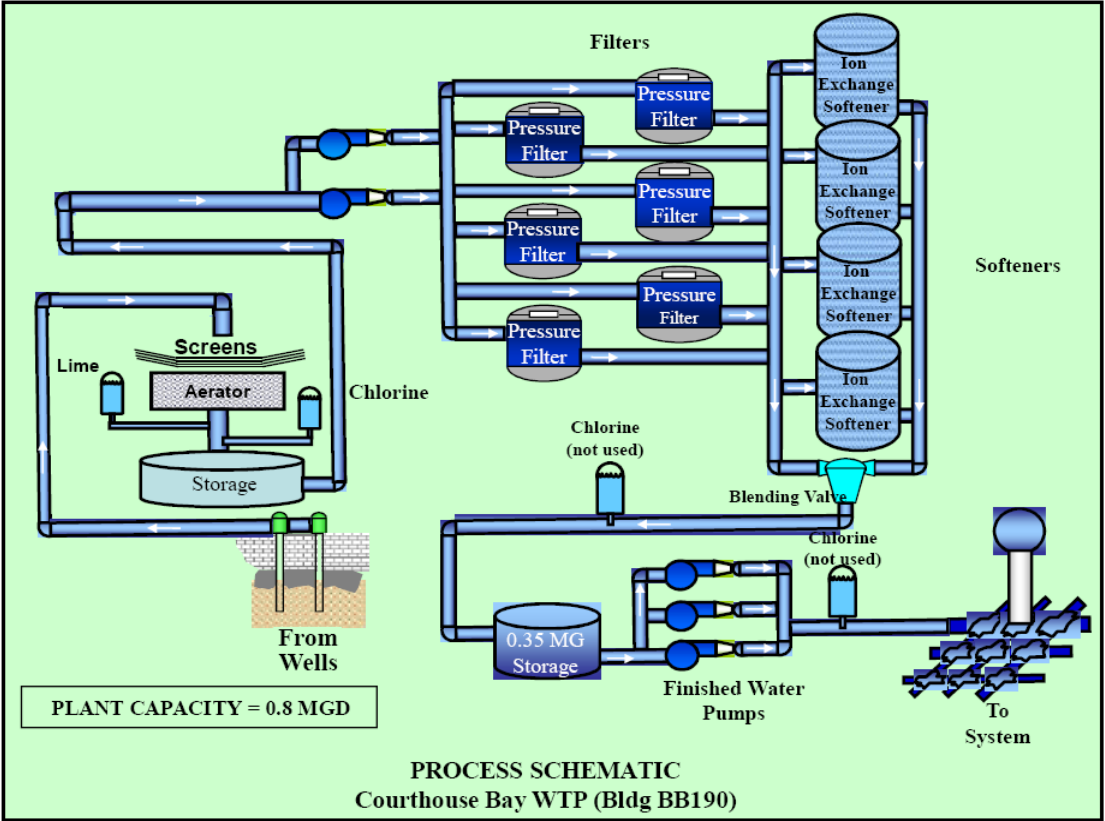 Filters
Pressure
Filter
Pressure
Filter
Pressure
Filter
Pressure
Filter
Pressure
Filter
Pressure
Filter
Ion
Exchange
Softener
Ion
Exchange
Softener
Ion
Exchange
Softener
Ion
Exchange
Softener
Softeners
Screens
Lime
Aerator
Chlorine
Storage
From
Wells
Chlorine
(not used)
Blending Valve
Chlorine
(not used)
0.35 MG
Storage
Finished Water
Pumps
To
System
PLANT CAPACITY = 0.8 MGD
PROCESS SCHEMATIC
Courthouse Bay WTP (Bldg BB190)